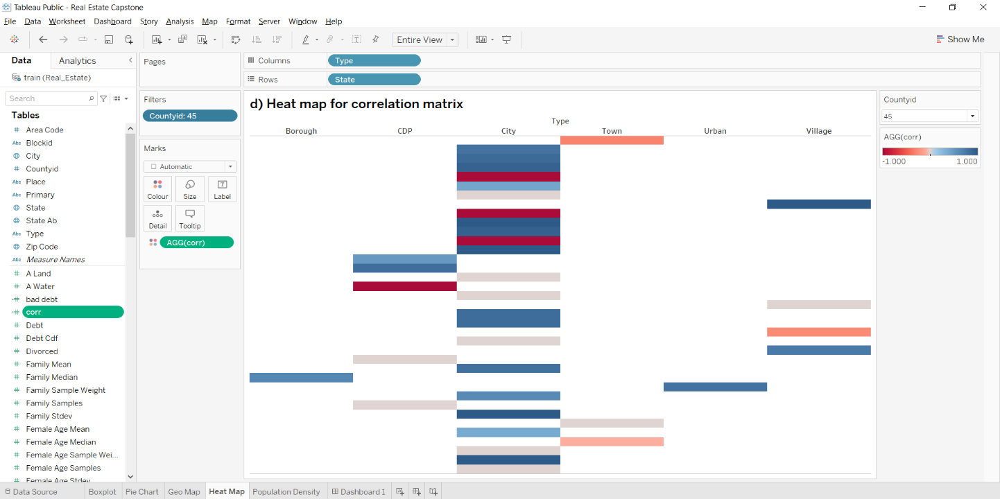 Tableau Public - Real Estate Capstone
File Data Worksheet Dashboard Story Analysis Map Format Server Window Help
Entire View
Show Me
Data Analytics
train (Real_Estate)
Search
Tables
# Area Code
Abc Blockid
City
# Countyid
Abc Place
Abc Primary
State
State Ab
Abc Type
Zip Code
Abc Measure Names
# A Land
# A Water
=# bad debt
=# corr
# Debt
# Debt Cdf
# Divorced
# Family Mean
# Family Median
# Family Sample Weight
# Family Samples
# Family Stdev
# Female Age Mean
# Female Age Median
# Female Age Sample Wei...
# Female Age Samples
# Female Age Stdev
Pages
Filters
Countyid: 45
Marks
Automatic
Colour Size Label
Detail Tooltip
AGG(corr)
Columns Type
Rows State
d) Heat map for correlation matrix
Type
Borough CDP City Town Urban Village
Countyid
45
AGG(corr)
-1.000 1.000
Data Source Boxplot Pie Chart Geo Map Heat Map Population Density Dashboard 1